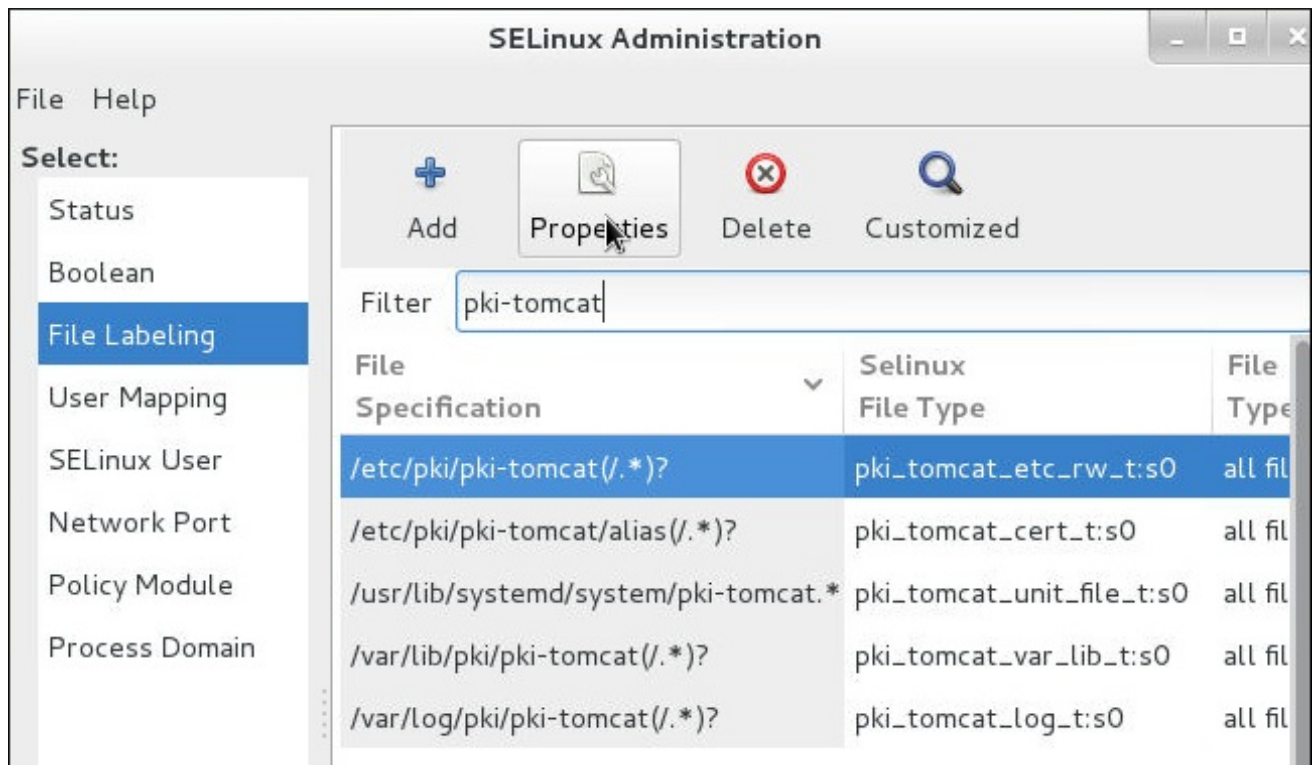 SELinux Administration
File Help
Select:
Status
Boolean
File Labeling
User Mapping
SELinux User
Network Port
Policy Module
Process Domain
Add Properties Delete Customized
Filter pki-tomcat
File Specification Selinux File Type File Type
/etc/pki/pki-tomcat(/.*)? pki_tomcat_etc_rw_t:s0 all fil
/etc/pki/pki-tomcat/alias(/.*)? pki_tomcat_cert_t:s0 all fil
/usr/lib/systemd/system/pki-tomcat.* pki_tomcat_unit_file_t:s0 all fil
/var/lib/pki/pki-tomcat(/.*)? pki_tomcat_var_lib_t:s0 all fil
/var/log/pki/pki-tomcat(/.*)? pki_tomcat_log_t:s0 all fil